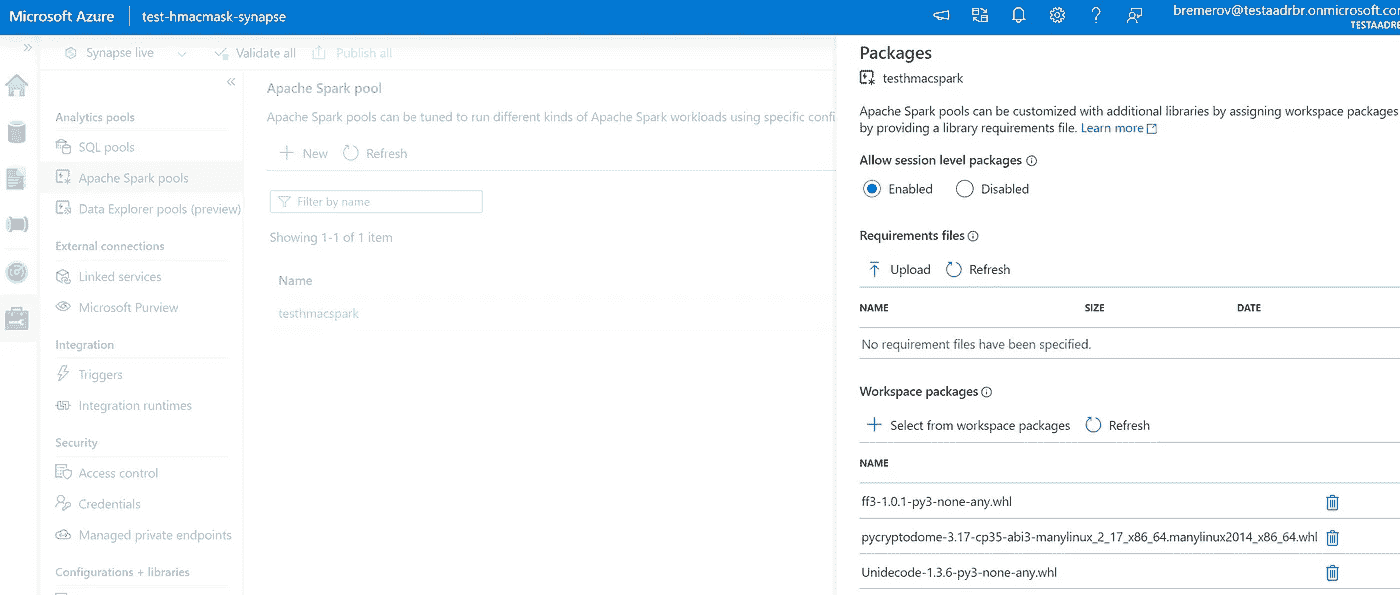 Microsoft Azure test-hmacmask-synapse
bremerov@testaadrbr.onmicrosoft.co
TESTAADRB
Synapse live
Validate all
Publish all
Analytics pools
SQL pools
Apache Spark pools
Data Explorer pools (preview)
External connections
Linked services
Microsoft Purview
Integration
Triggers
Integration runtimes
Security
Access control
Credentials
Managed private endpoints
Configurations + libraries
Apache Spark pool
Apache Spark pools can be tuned to run different kinds of Apache Spark workloads using specific confi
New
Refresh
Filter by name
Showing 1-1 of 1 item
Name
testhmacspark
Packages
testhmacspark
Apache Spark pools can be customized with additional libraries by assigning workspace packages
by providing a library requirements file. Learn more
Allow session level packages
Enabled
Disabled
Requirements files
Upload
Refresh
NAME SIZE DATE
No requirement files have been specified.
Workspace packages
Select from workspace packages
Refresh
NAME
ff3-1.0.1-py3-none-any.whl
pycryptodome-3.17-cp35-abi3-manylinux_2_17_x86_64.manylinux2014_x86_64.whl
Unidecode-1.3.6-py3-none-any.whl